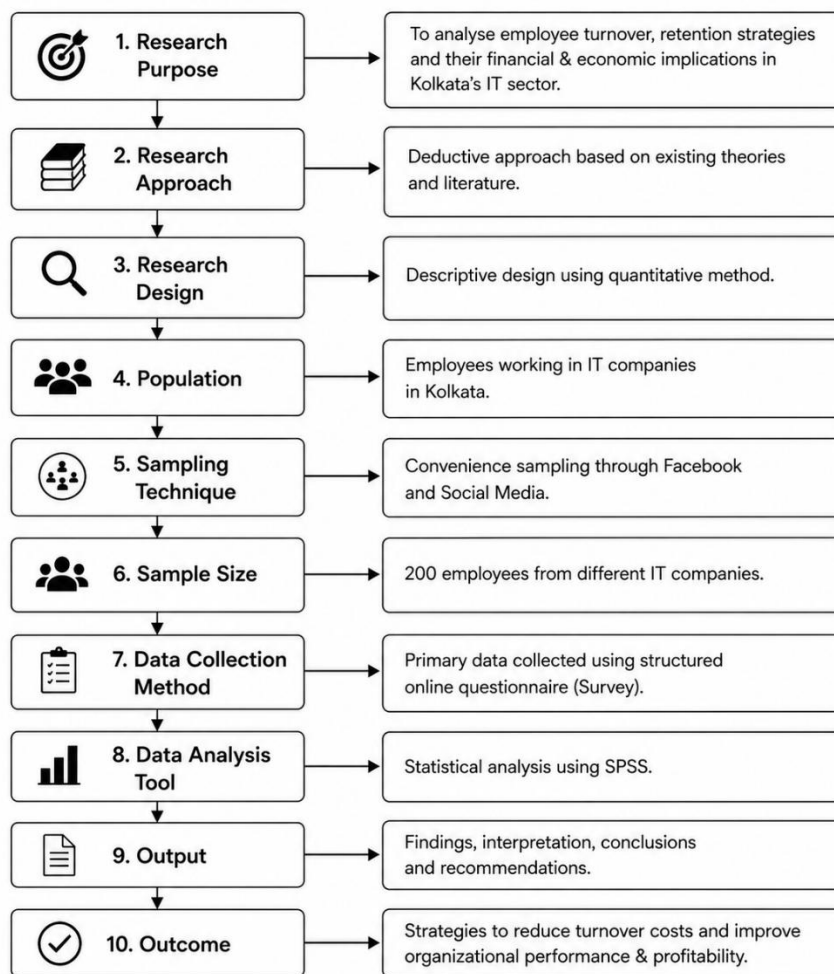 1. Research
Purpose
To analyse employee turnover, retention strategies
and their financial & economic implications in
Kolkata's IT sector.
2. Research
Approach
Deductive approach based on existing theories
and literature.
3. Research
Design
Descriptive design using quantitative method.
4. Population
Employees working in IT companies
in Kolkata.
5. Sampling
Technique
Convenience sampling through Facebook
and Social Media.
6. Sample Size
200 employees from different IT companies.
7. Data Collection
Method
Primary data collected using structured
online questionnaire (Survey).
8. Data Analysis
Tool
Statistical analysis using SPSS.
9. Output
Findings, interpretation, conclusions
and recommendations.
10. Outcome
Strategies to reduce turnover costs and improve
organizational performance & profitability.